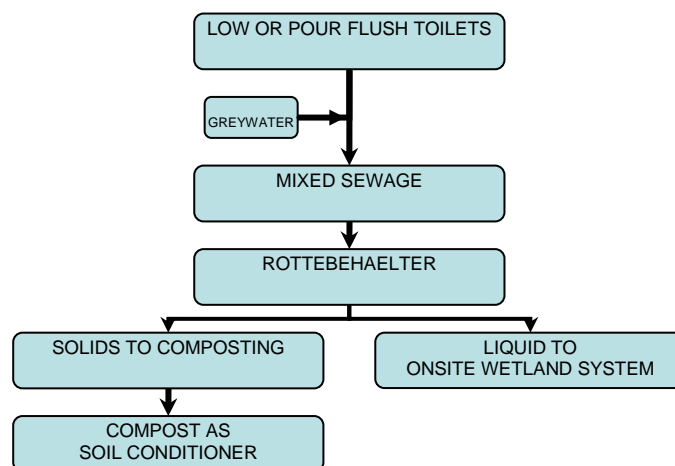 LOW OR POUR FLUSH TOILETS
GREYWATER
MIXED SEWAGE
ROTTEBEHAELTER
SOLIDS TO COMPOSTING
LIQUID TO
ONSITE WETLAND SYSTEM
COMPOST AS
SOIL CONDITIONER